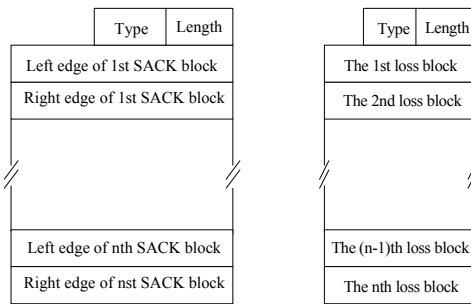 Type Length
Left edge of 1st SACK block
Right edge of 1st SACK block
Left edge of nth SACK block
Right edge of nst SACK block
Type Length
The 1st loss block
The 2nd loss block
The (n-1)th loss block
The nth loss block